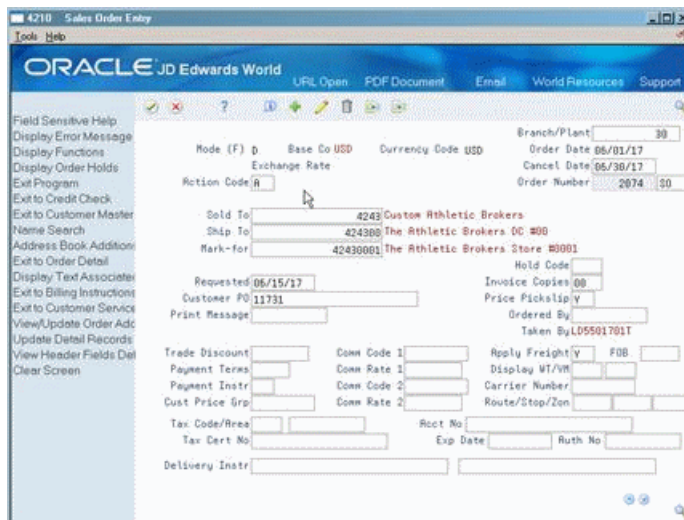 4210 Sales Order Entry
Tools Help
ORACLE JD Edwards World
URL Open PDF Document Email World Resources Support
Field Sensitive Help
Display Error Message
Display Functions
Display Order Holds
Exit Program
Exit to Credit Check
Exit to Customer Master
Name Search
Address Book Addition
Exit to Order Detail
Display Text Associate
Exit to Billing Instructions
Exit to Customer Service
View/Update Order Add
Update Detail Records
View Header Fields Def
Clear Screen
Branch/Plant 30
Mode (F) D Base Co USD Currency Code USD Order Date 06/01/17
Exchange Rate Cancel Date 06/30/17
Action Code A Order Number 2074 SO
Sold To 4243 Custom Athletic Brokers
Ship To 424300 The Athletic Brokers DC #00
Mark-for 42430001 The Athletic Brokers Store #0001
Hold Code
Requested 06/15/17 Invoice Copies 00
Customer PO 11731 Price Pickslip Y
Print Message Ordered By
Taken By LD5501701T
Trade Discount Comm Code 1 Apply Freight Y FOB
Payment Terms Comm Rate 1 Display WT/VM
Payment Instr Comm Code 2 Carrier Number
Cust Price Grp Comm Rate 2 Route/Stop/Zon
Tax Code/Area Acct No
Tax Cert No Exp Date Auth No
Delivery Instr